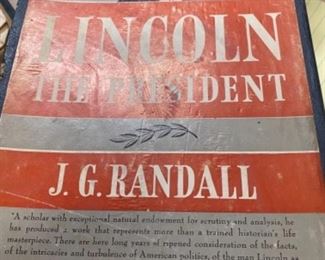 LINCOLN
THE PRESIDENT
J. G. RANDALL
"A scholar with exceptional natural endowment for scrutiny and analysis, he
has produced a work that represents more than a trained historian's life
masterpiece. There are here long years of ripened consideration of the facts,
of the intricacies and turbulence of American politics, of the man Lincoln as